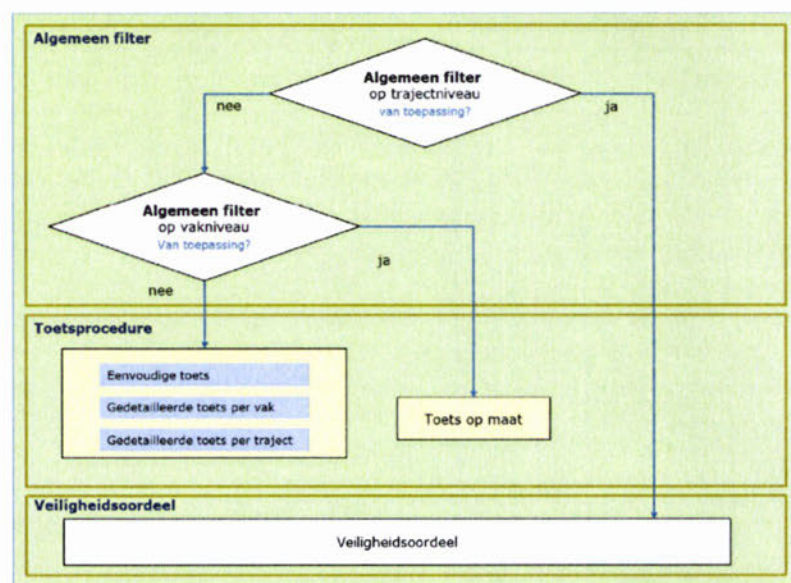 Algemeen filter
Algemeen filter
op trajectniveau
van toepassing?
nee
ja
Algemeen filter
op vakniveau
Van toepassing?
ja
nee
Toetsprocedure
Eenvoudige toets
Gedetailleerde toets per vak
Gedetailleerde toets per traject
Toets op maat
Veiligheidsoordeel
Veiligheidsoordeel